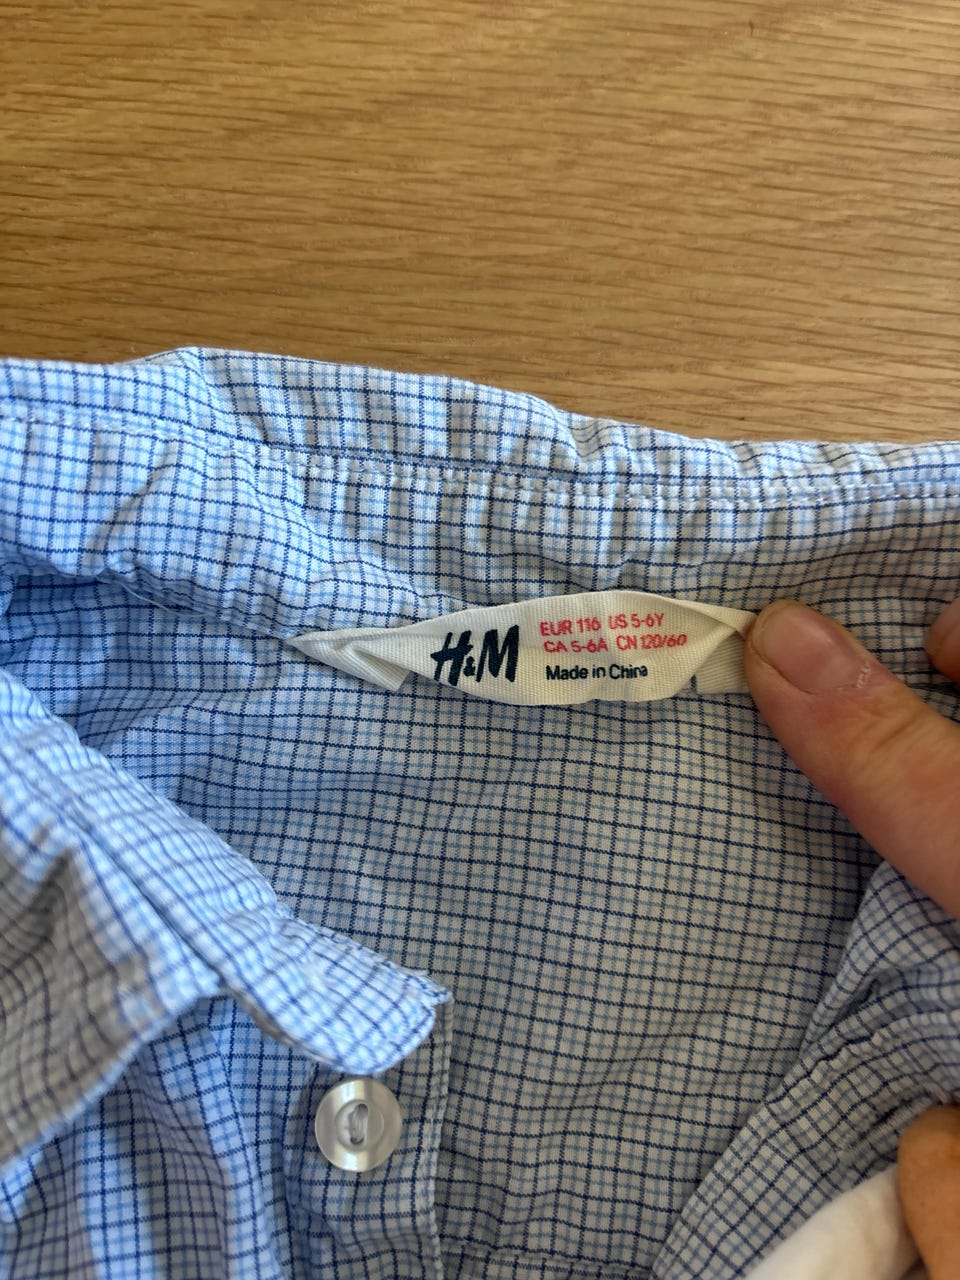 H&M
EUR 116 US 5-6Y
CA 5-6A CN 120/60
Made in China